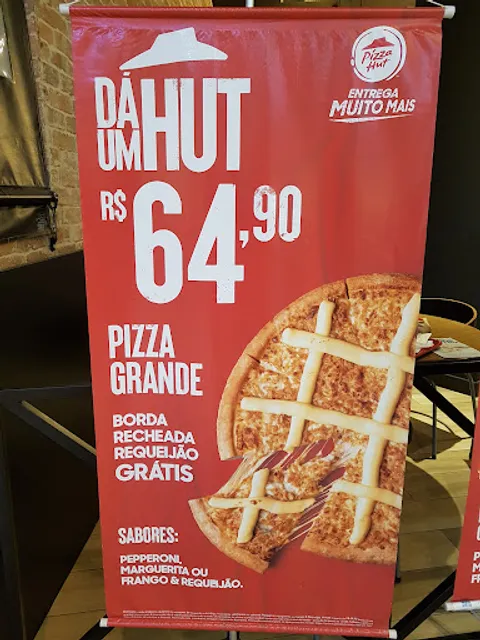 DÁ
UM HUT
R$ 64,90
Pizza
Hut
ENTREGA
MUITO MAIS
PIZZA
GRANDE
BORDA
RECHEADA
REQUEIJÃO
GRÁTIS
SABORES:
PEPPERONI,
MARGUERITA OU
FRANGO & REQUEIJÃO.